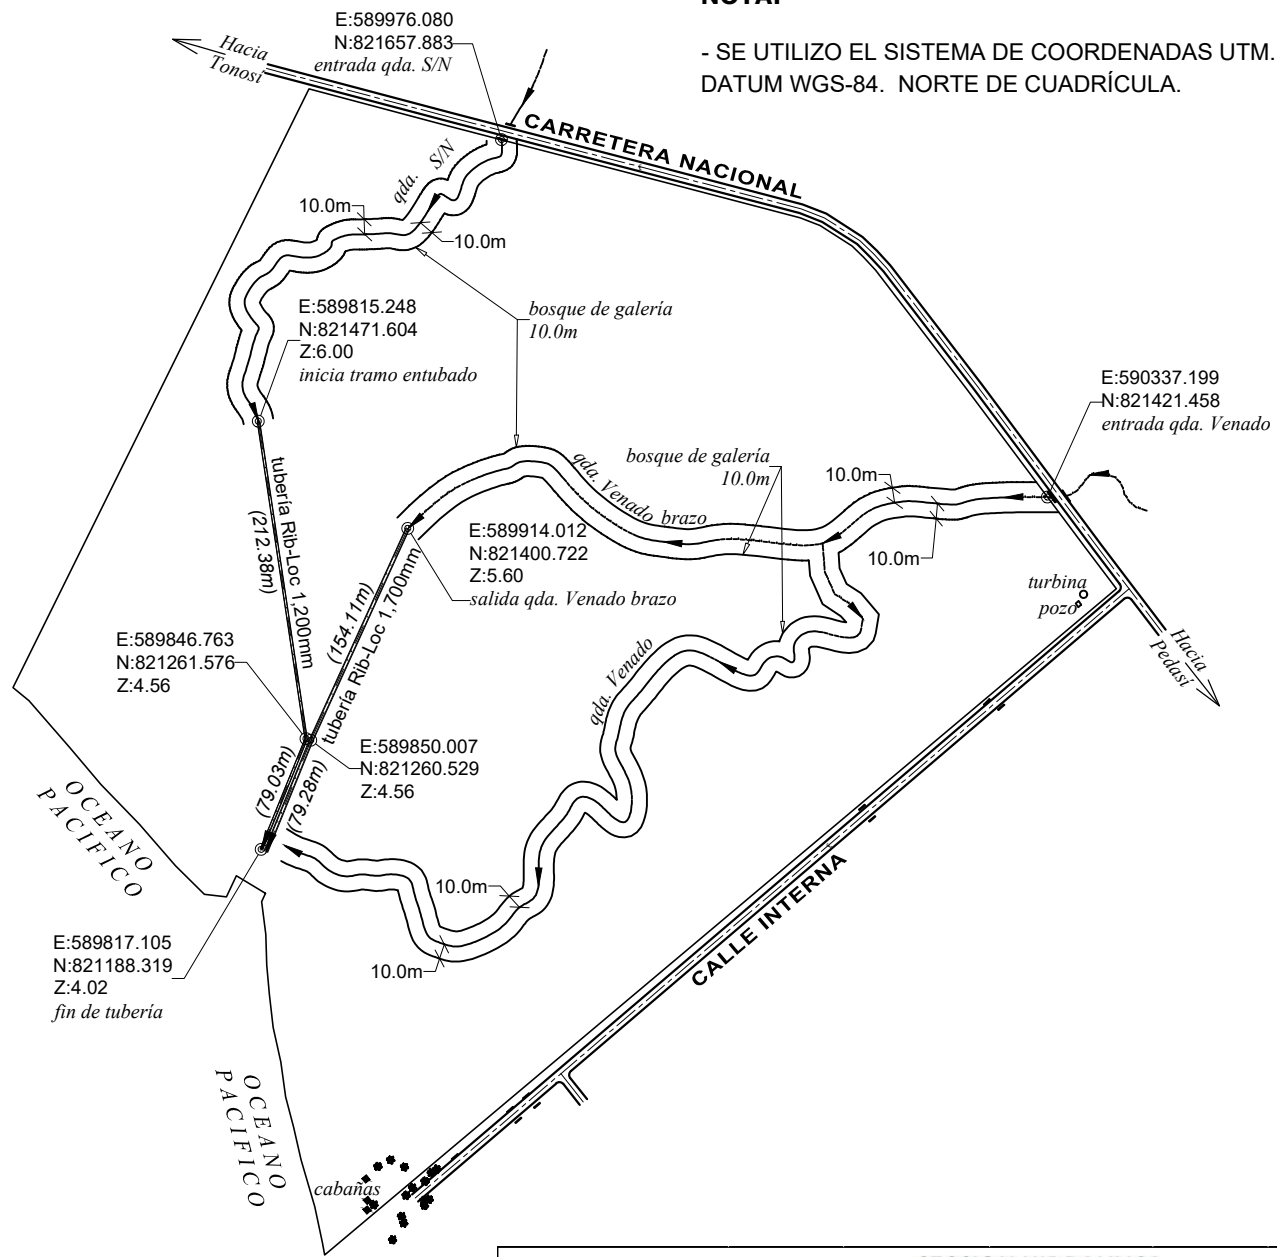 NOTA:
- SE UTILIZO EL SISTEMA DE COORDENADAS UTM.
DATUM WGS-84. NORTE DE CUADRÍCULA.
E:589976.080
N:821657.883
entrada qda. S/N
Hacia
Tonosí
CARRETERA NACIONAL
qda. S/N
10.0m
10.0m
E:589815.248
N:821471.604
Z:6.00
inicia tramo entubado
bosque de galería
10.0m
E:590337.199
N:821421.458
entrada qda. Venado
bosque de galería
10.0m
10.0m
10.0m
qda. Venado brazo
E:589914.012
N:821400.722
Z:5.60
salida qda. Venado brazo
tubería Rib-Loc 1,200mm
(212.38m)
(154.11m)
tubería Rib-Loc 1,700mm
turbina
pozo
Hacia
Pedasí
E:589846.763
N:821261.576
Z:4.56
qda. Venado
E:589850.007
N:821260.529
Z:4.56
(79.03m)
(79.28m)
OCEANO
PACIFICO
10.0m
10.0m
CALLE INTERNA
E:589817.105
N:821188.319
Z:4.02
fin de tubería
OCEANO
PACIFICO
cabañas